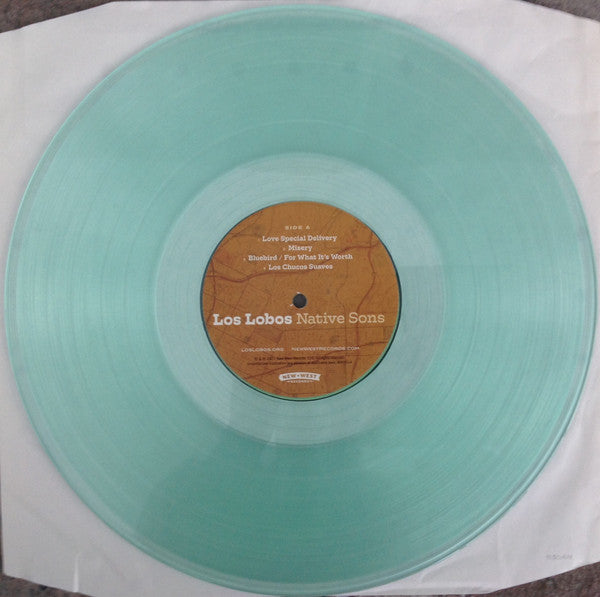 SIDE A
Love Special Delivery
Misery
Bluebird / For What It's Worth
Los Chucos Suaves
Los Lobos Native Sons
LOSLOBOS.ORG NEWWESTRECORDS.COM
NEW WEST
RECORDS